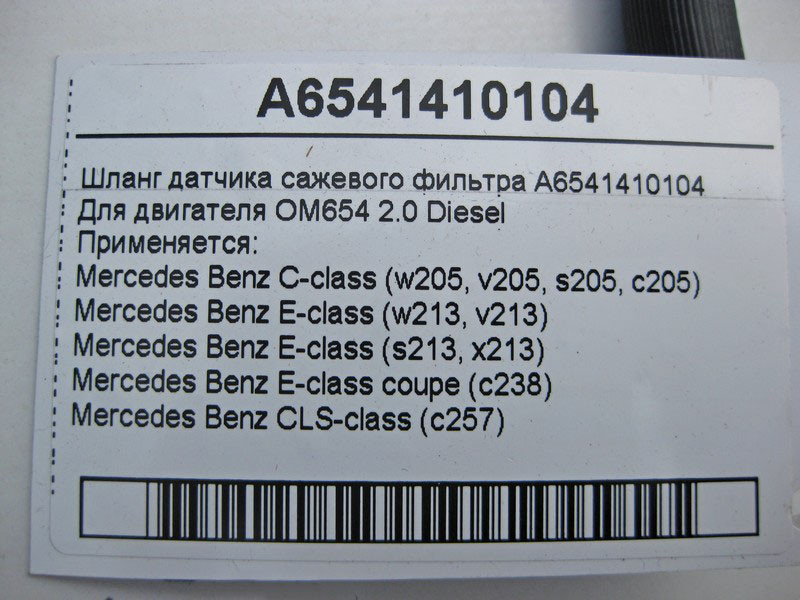 A6541410104
Шланг датчика сажевого фильтра A6541410104
Для двигателя OM654 2.0 Diesel
Применяется:
Mercedes Benz C-class (w205, v205, s205, c205)
Mercedes Benz E-class (w213, v213)
Mercedes Benz E-class (s213, x213)
Mercedes Benz E-class coupe (c238)
Mercedes Benz CLS-class (c257)